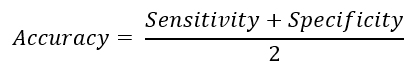 Accuracy = (Sensitivity + Specificity) / 2